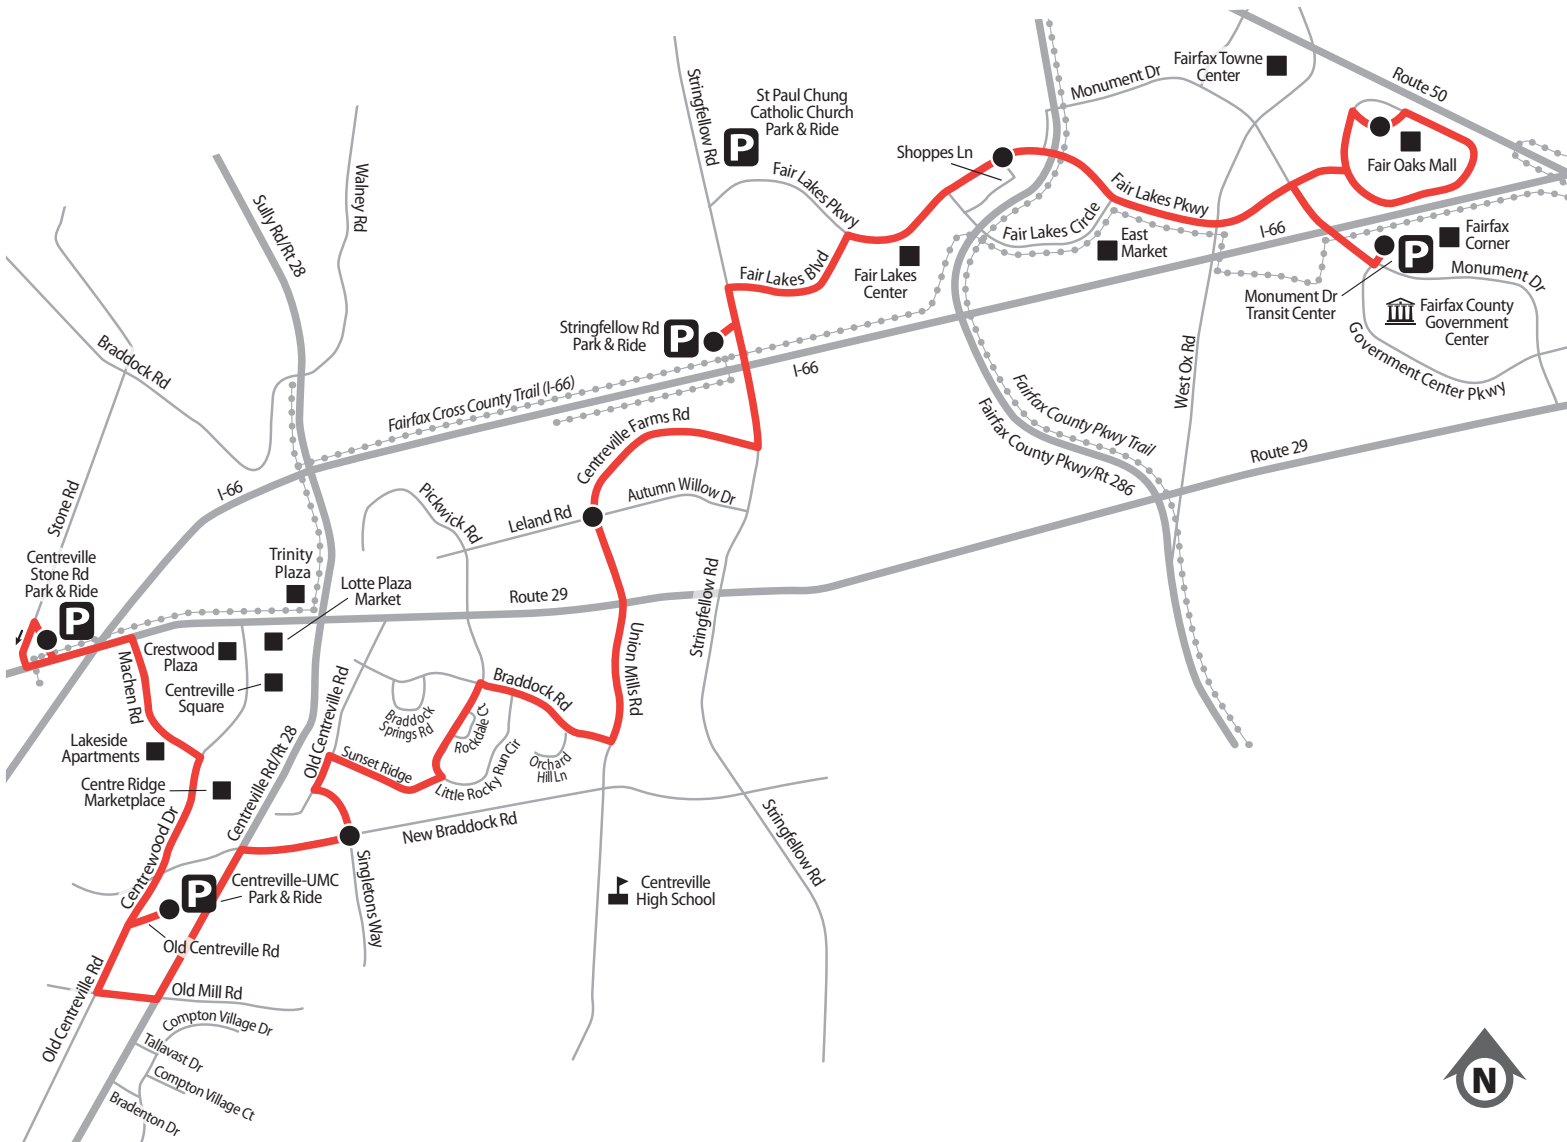 Route 50
Fairfax Towne
Center
Monument Dr
Stringfellow Rd
St Paul Chung
Catholic Church
Park & Ride
P
Shoppes Ln
Fair Oaks Mall
Fair Lakes Pkwy
Fair Lakes Pkwy
Walney Rd
Sully Rd/Rt 28
Fair Lakes Circle
East
Market
I-66
Fairfax
Corner
P
Monument Dr
Fair Lakes Blvd
Fair Lakes
Center
Monument Dr
Transit Center
Fairfax County
Government
Center
Government Center Pkwy
Stringfellow Rd
Park & Ride
P
Braddock Rd
I-66
West Ox Rd
Fairfax Cross County Trail (I-66)
Fairfax County Pkwy Trail
Fairfax County Pkwy/Rt 286
Centreville Farms Rd
Route 29
I-66
Stone Rd
Pickwick Rd
Autumn Willow Dr
Leland Rd
Centreville
Stone Rd
Park & Ride
P
Trinity
Plaza
Lotte Plaza
Market
Route 29
Stringfellow Rd
Union Mills Rd
Crestwood
Plaza
Machen Rd
Centreville
Square
Old Centreville Rd
Braddock Rd
Braddock
Springs Rd
Rockdale Ct
Lakeside
Apartments
Sunset Ridge
Little Rocky Run Cir
Orchard
Hill Ln
Centre Ridge
Marketplace
Centreville Rd/Rt 28
New Braddock Rd
Stringfellow Rd
Centrewood Dr
Singletons Way
P
Centreville-UMC
Park & Ride
Centreville
High School
Old Centreville Rd
Old Centreville Rd
Old Mill Rd
Compton Village Dr
Tallavast Dr
Compton Village Ct
Bradenton Dr
N